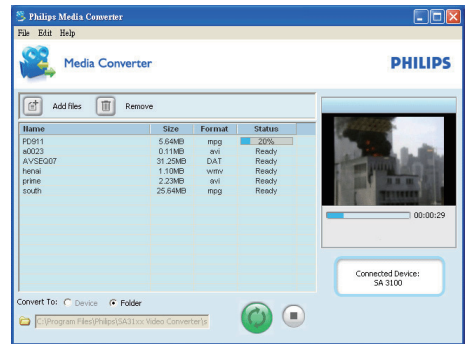 Philips Media Converter
File Edit Help
Media Converter
PHILIPS
Add files Remove
Name Size Format Status
PD911 5.64MB mpg 20%
a0023 0.11MB avi Ready
AVSEQ07 31.25MB DAT Ready
henai 1.10MB wmv Ready
prime 2.23MB avi Ready
south 25.64MB mpg Ready
00:00:29
Connected Device:
SA 3100
Convert To: Device Folder
C:\Program Files\Philips\SA31xx Video Converter\s